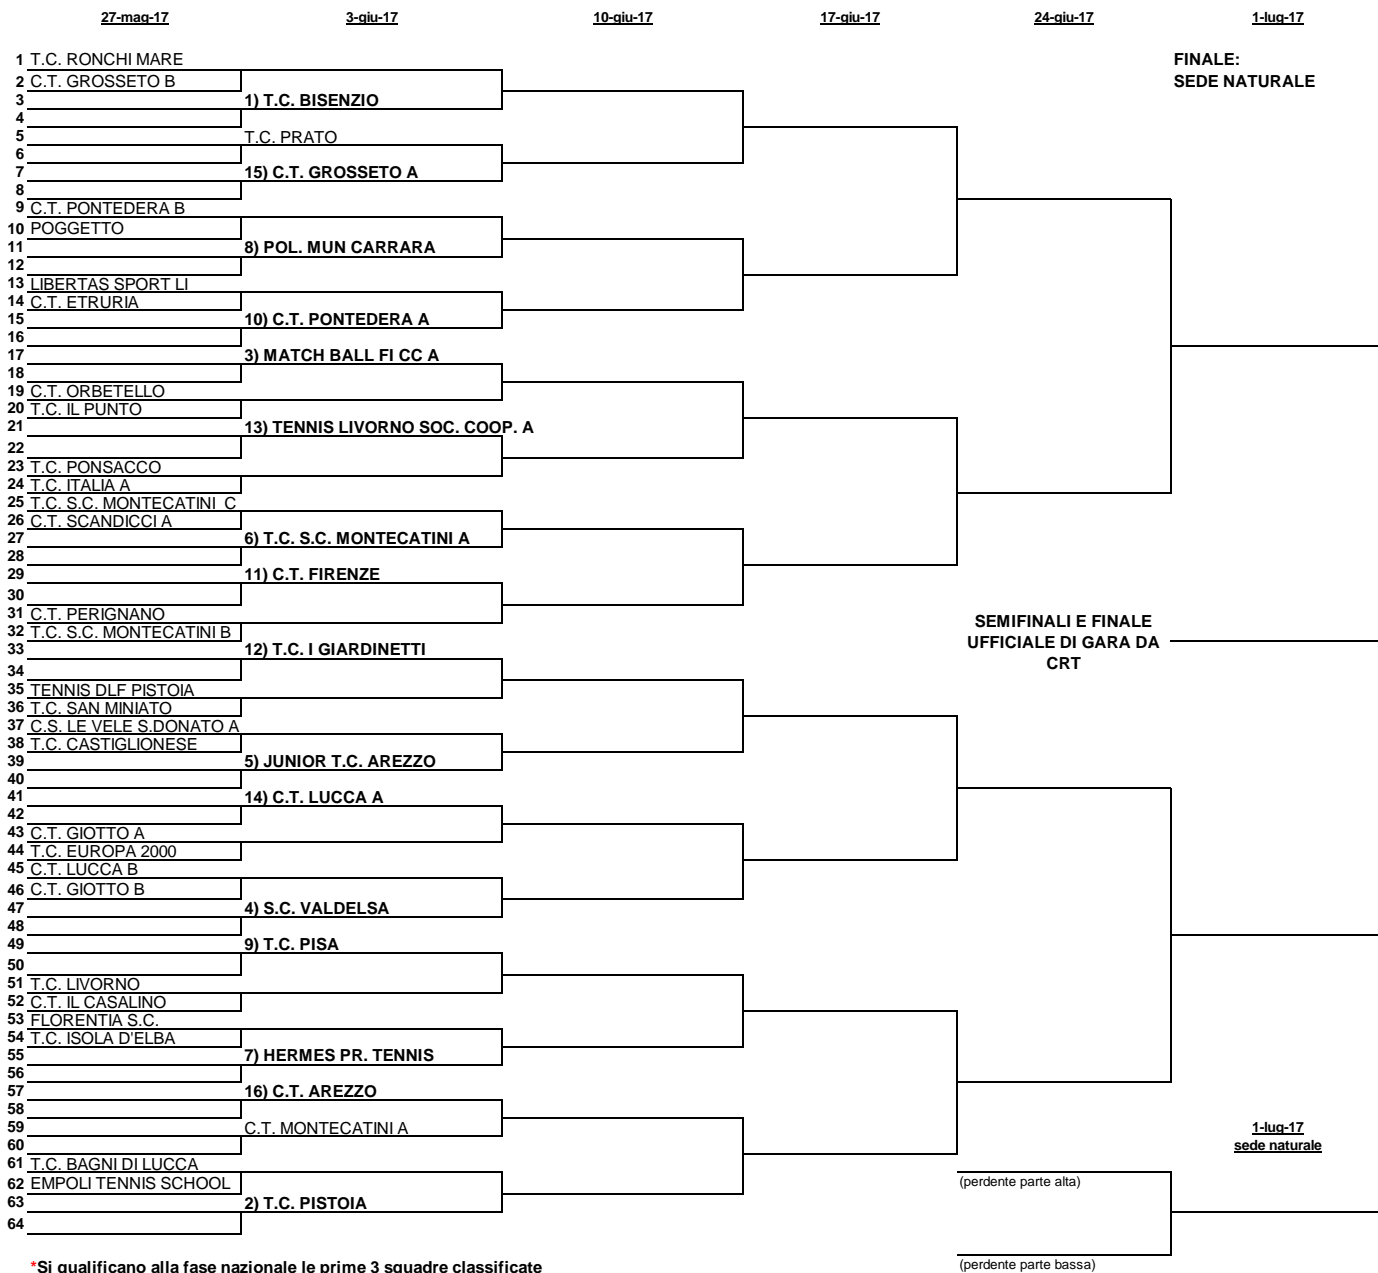 27-mag-17 3-giu-17 10-giu-17 17-giu-17 24-giu-17 1-lug-17
1 T.C. RONCHI MARE FINALE:
2 C.T. GROSSETO B SEDE NATURALE
3 1) T.C. BISENZIO
4
5 T.C. PRATO
6
7 15) C.T. GROSSETO A
8
9 C.T. PONTEDERA B
10 POGGETTO
11 8) POL. MUN CARRARA
12
13 LIBERTAS SPORT LI
14 C.T. ETRURIA
15 10) C.T. PONTEDERA A
16
17 3) MATCH BALL FI CC A
18
19 C.T. ORBETELLO
20 T.C. IL PUNTO
21 13) TENNIS LIVORNO SOC. COOP. A
22
23 T.C. PONSACCO
24 T.C. ITALIA A
25 T.C. S.C. MONTECATINI C
26 C.T. SCANDICCI A
27 6) T.C. S.C. MONTECATINI A
28
29 11) C.T. FIRENZE
30
31 C.T. PERIGNANO SEMIFINALI E FINALE
32 T.C. S.C. MONTECATINI B UFFICIALE DI GARA DA
33 12) T.C. I GIARDINETTI CRT
34
35 TENNIS DLF PISTOIA
36 T.C. SAN MINIATO
37 C.S. LE VELE S.DONATO A
38 T.C. CASTIGLIONESE
39 5) JUNIOR T.C. AREZZO
40
41 14) C.T. LUCCA A
42
43 C.T. GIOTTO A
44 T.C. EUROPA 2000
45 C.T. LUCCA B
46 C.T. GIOTTO B
47 4) S.C. VALDELSA
48
49 9) T.C. PISA
50
51 T.C. LIVORNO
52 C.T. IL CASALINO
53 FLORENTIA S.C.
54 T.C. ISOLA D'ELBA
55 7) HERMES PR. TENNIS
56
57 16) C.T. AREZZO
58
59 C.T. MONTECATINI A 1-lug-17
60 sede naturale
61 T.C. BAGNI DI LUCCA
62 EMPOLI TENNIS SCHOOL (perdente parte alta)
63 2) T.C. PISTOIA
64
*Si qualificano alla fase nazionale le prime 3 squadre classificate (perdente parte bassa)